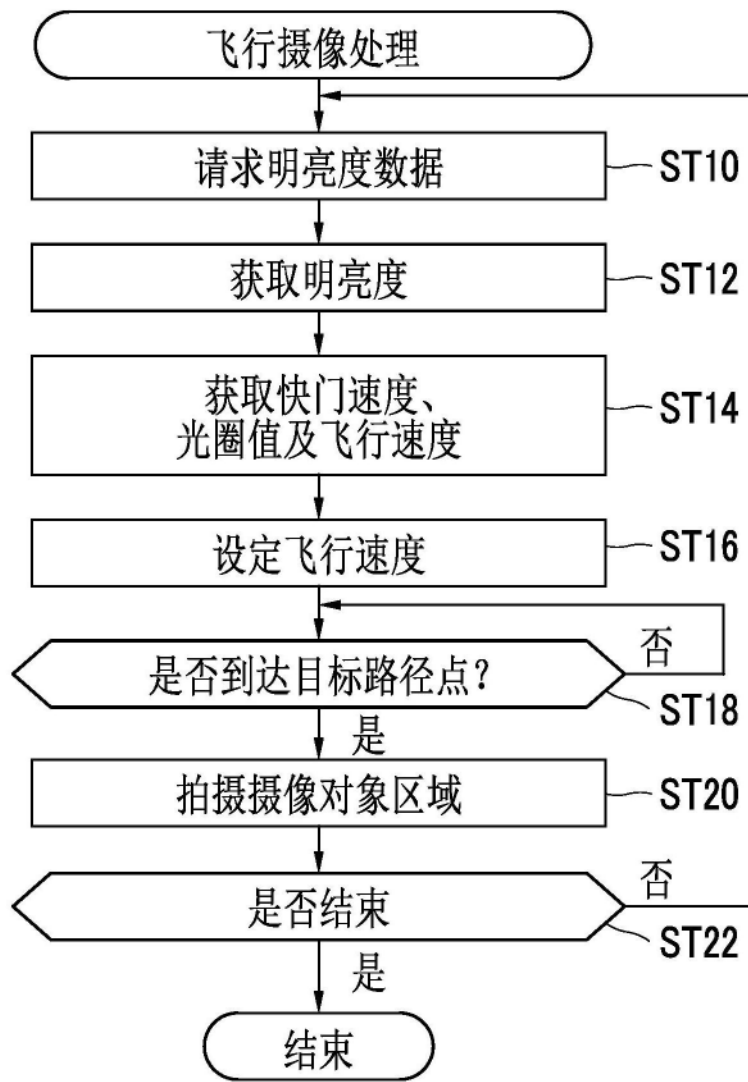 飞行摄像处理
请求明亮度数据
ST10
获取明亮度
ST12
获取快门速度、
光圈值及飞行速度
ST14
设定飞行速度
ST16
是否到达目标路径点?
否
ST18
是
拍摄摄像对象区域
ST20
是否结束
否
ST22
是
结束